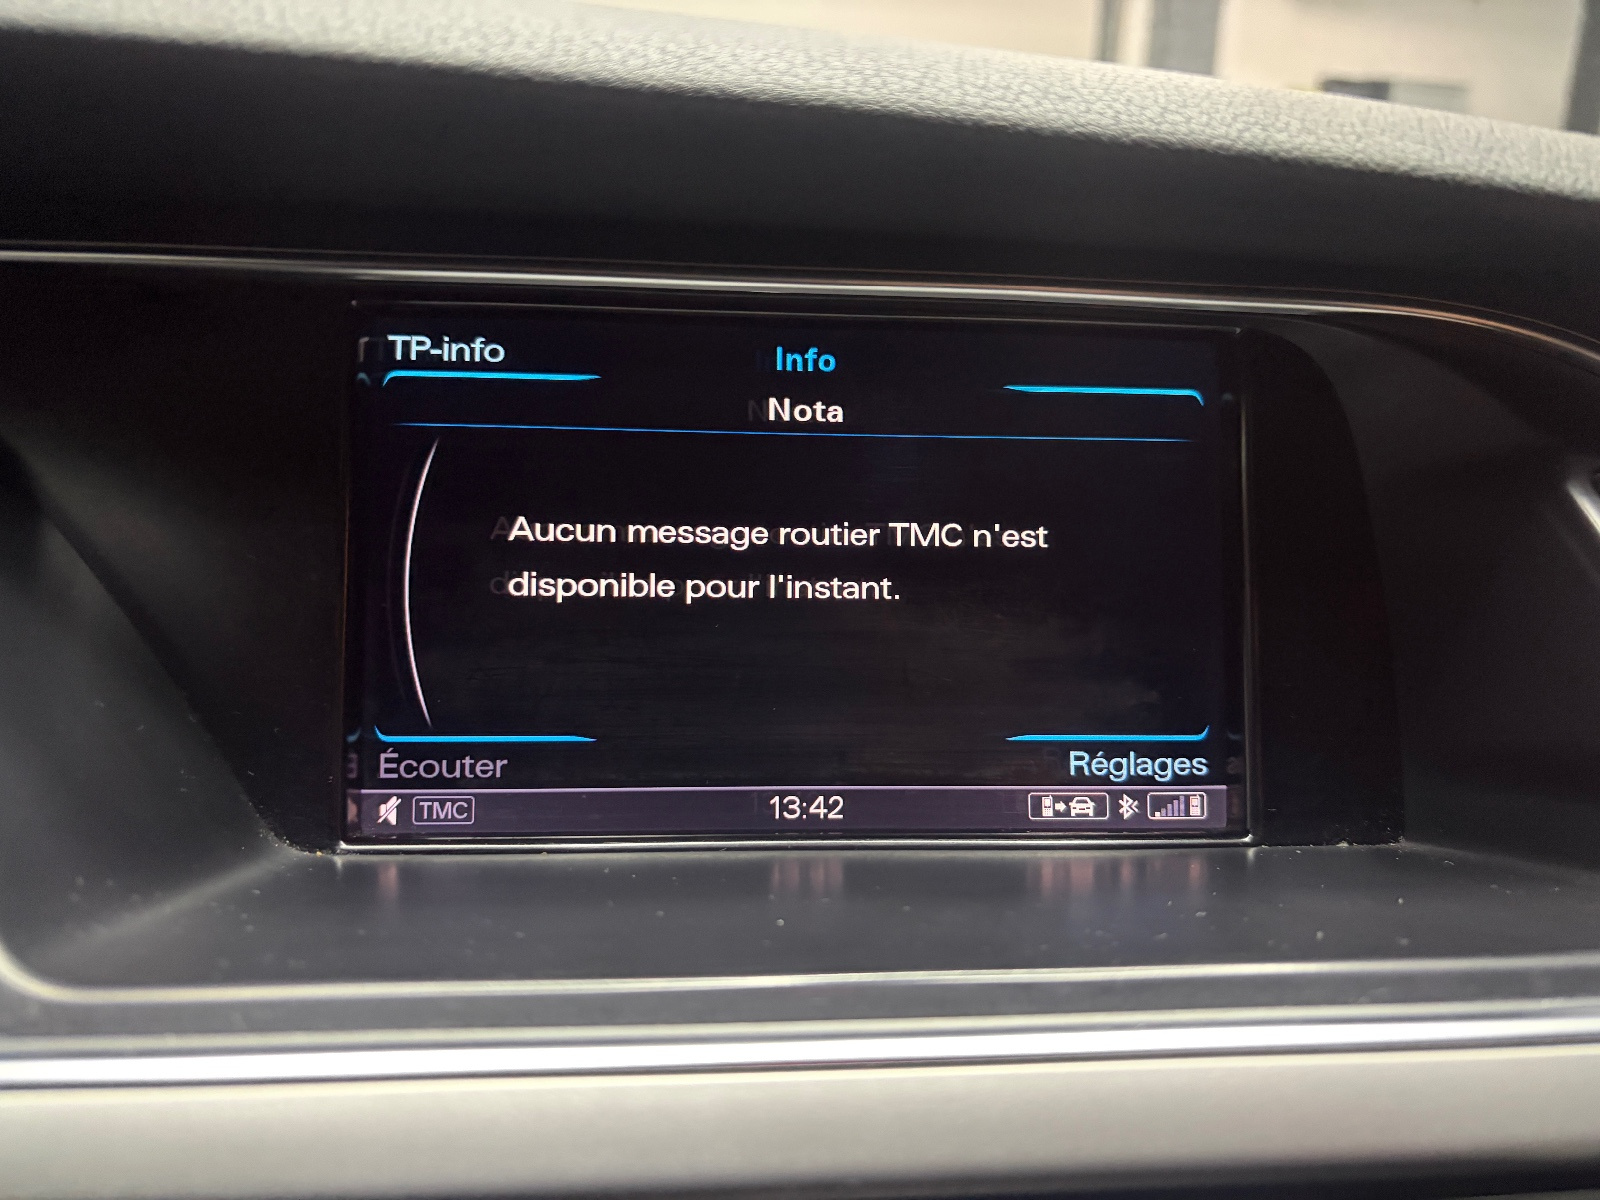 TP-info
Info
Nota
Aucun message routier TMC n'est
disponible pour l'instant.
Écouter
Réglages
TMC
13:42